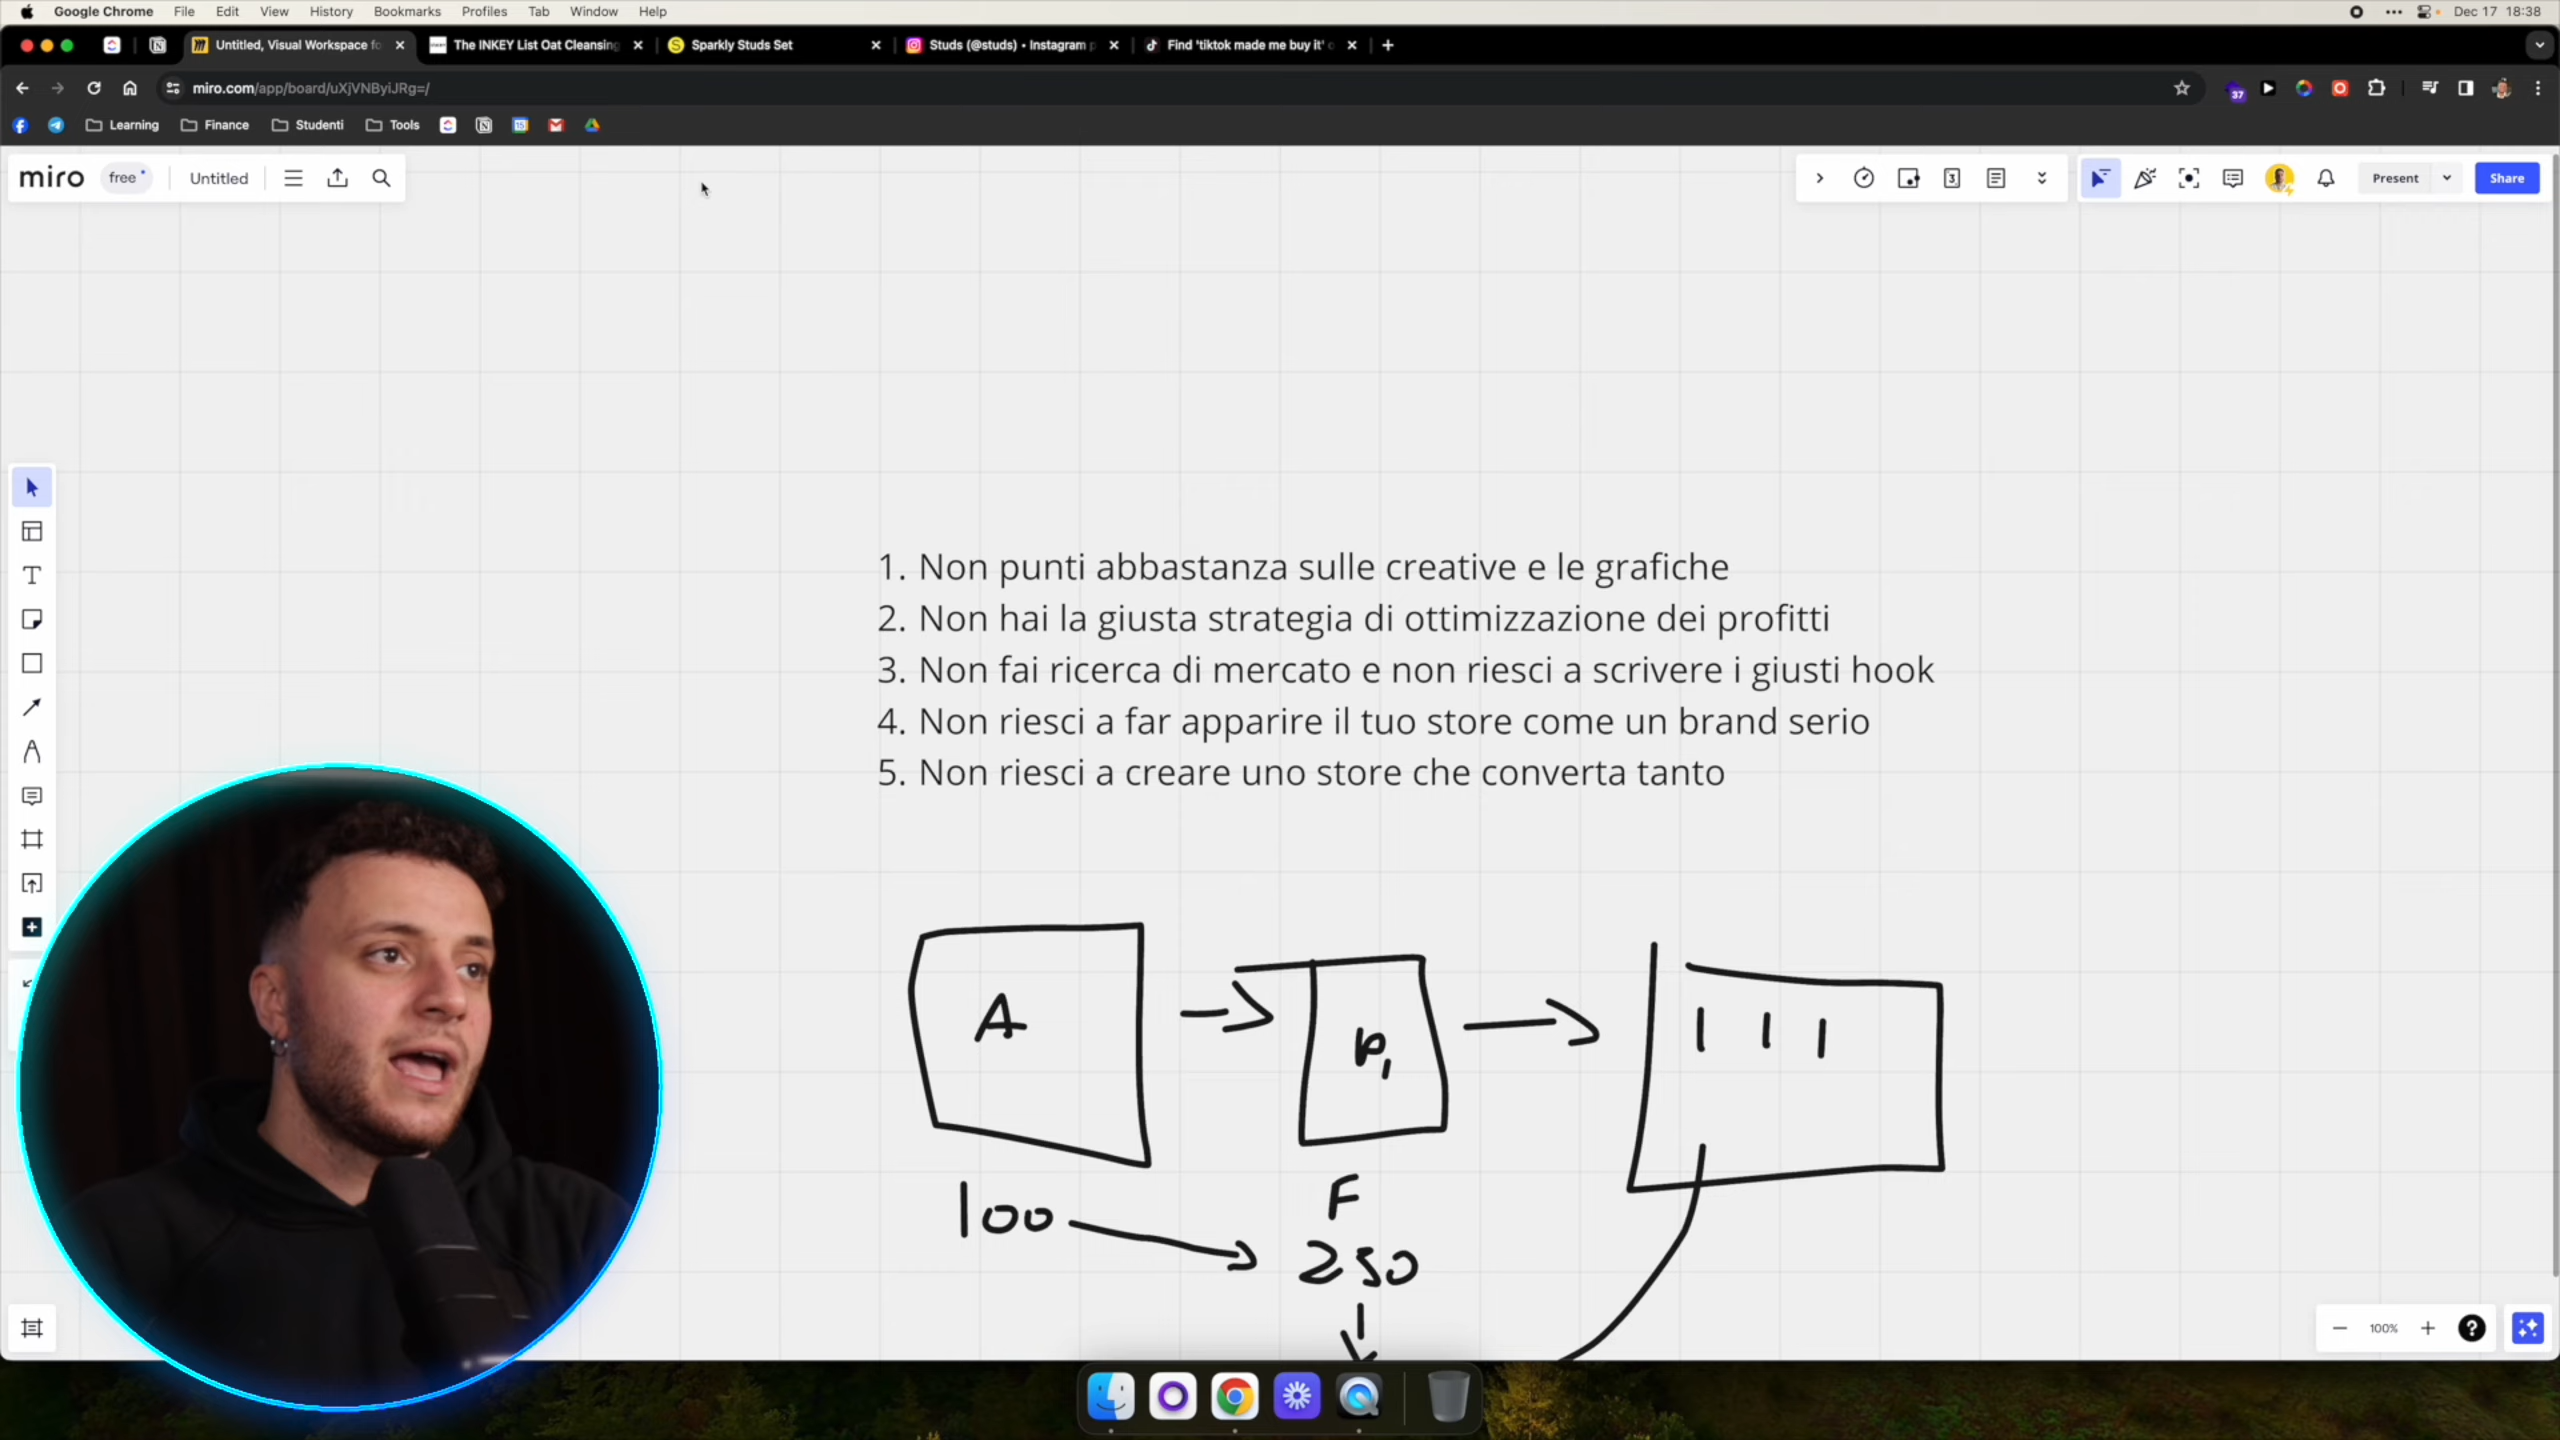 Google Chrome File Edit View History Bookmarks Profiles Tab Window Help Dec 17 18:38
Untitled, Visual Workspace fo The INKEY List Oat Cleansing Sparkly Studs Set Studs (@studs) • Instagram p Find 'tiktok made me buy it'
miro.com/app/board/uXjVNByiJRg=/ 37
Learning Finance Studenti Tools
miro free Untitled 3 Present Share
1. Non punti abbastanza sulle creative e le grafiche
2. Non hai la giusta strategia di ottimizzazione dei profitti
3. Non fai ricerca di mercato e non riesci a scrivere i giusti hook
4. Non riesci a far apparire il tuo store come un brand serio
5. Non riesci a creare uno store che converta tanto
A
100
F
250
100%